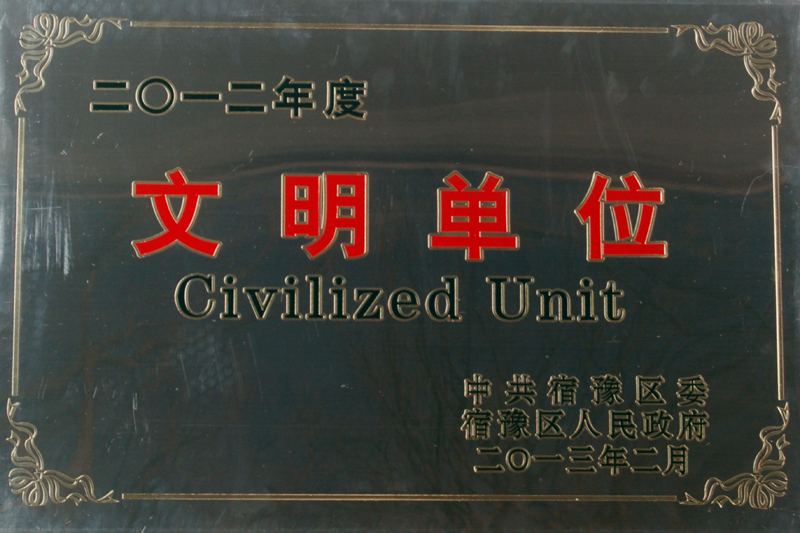 二〇一二年度
文明单位
Civilized Unit
中共宿豫区委
宿豫区人民政府
二〇一三年二月